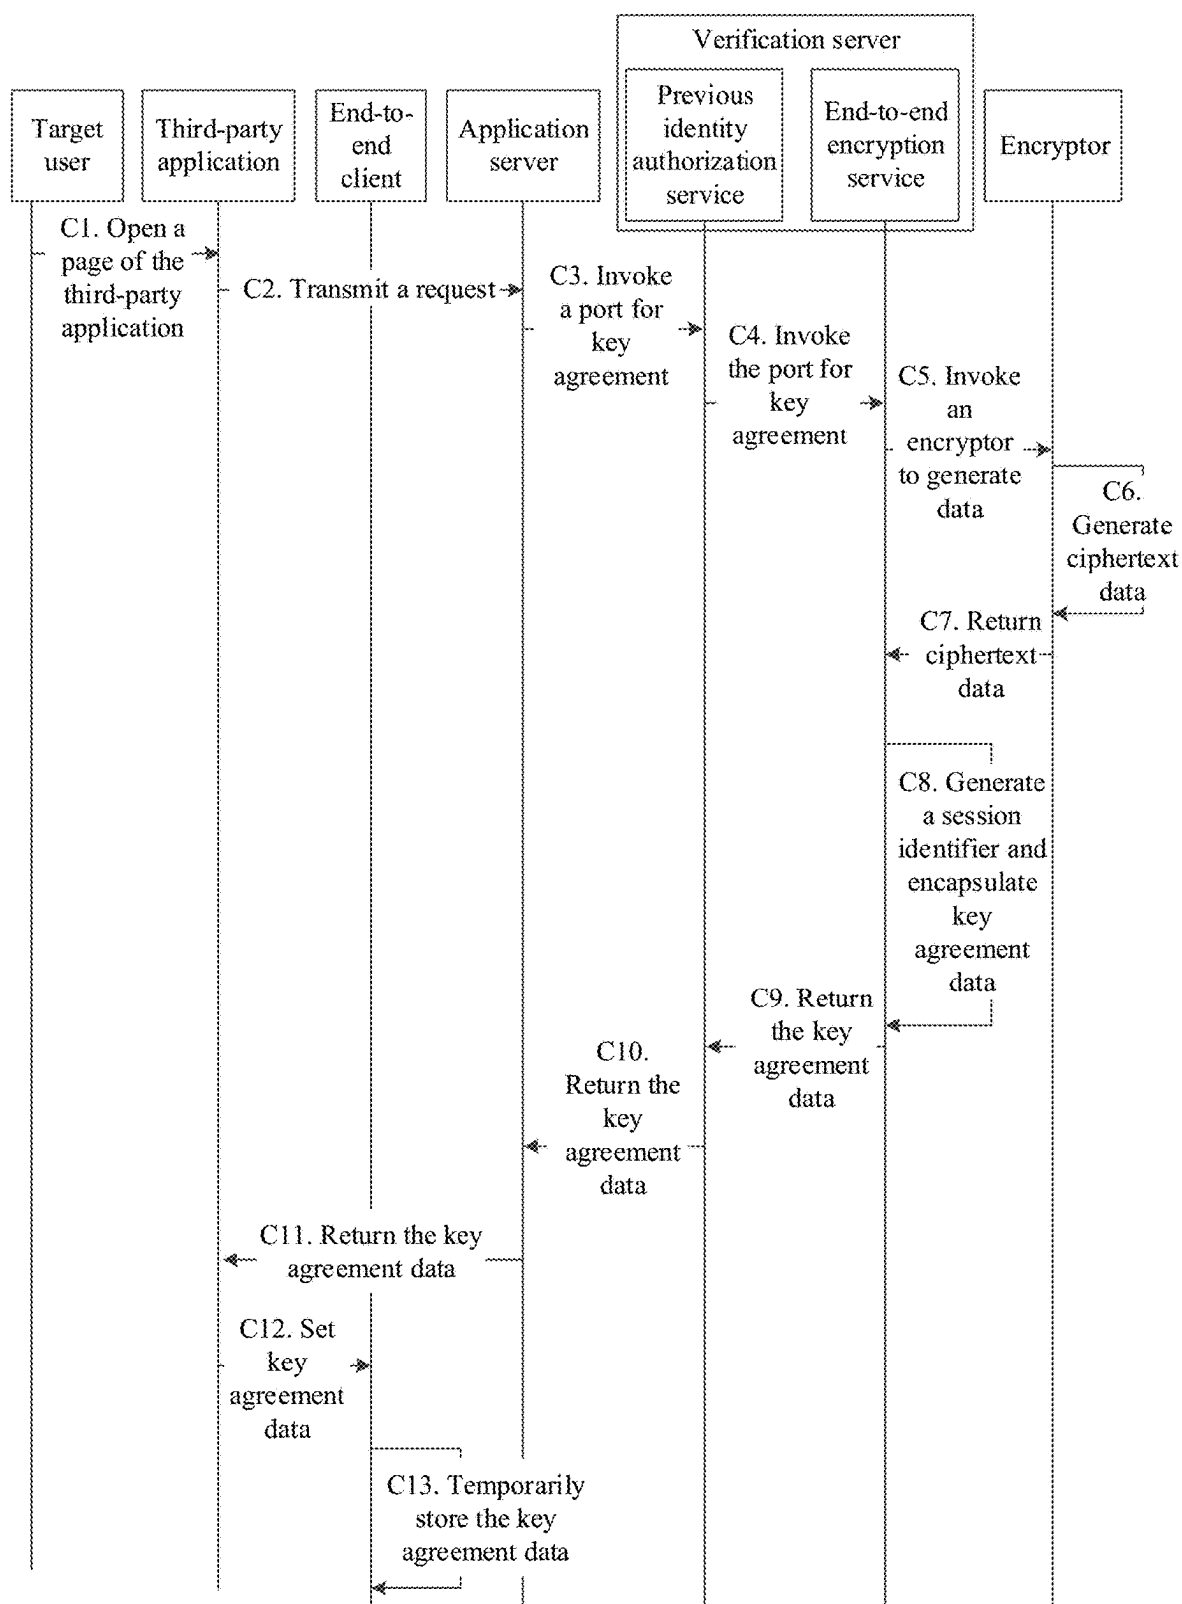 Verification server
Target
user
Third-party
application
End-to-
end
client
Application
server
Previous
identity
authorization
service
End-to-end
encryption
service
Encryptor
C1. Open a
page of the
third-party
application
C2. Transmit a request
C3. Invoke
a port for
key
agreement
C4. Invoke
the port for
key
agreement
C5. Invoke
an
encryptor
to generate
data
C6.
Generate
ciphertext
data
C7. Return
ciphertext
data
C8. Generate
a session
identifier and
encapsulate
key
agreement
data
C9. Return
the key
agreement
data
C10.
Return the
key
agreement
data
C11. Return the key
agreement data
C12. Set
key
agreement
data
C13. Temporarily
store the key
agreement data